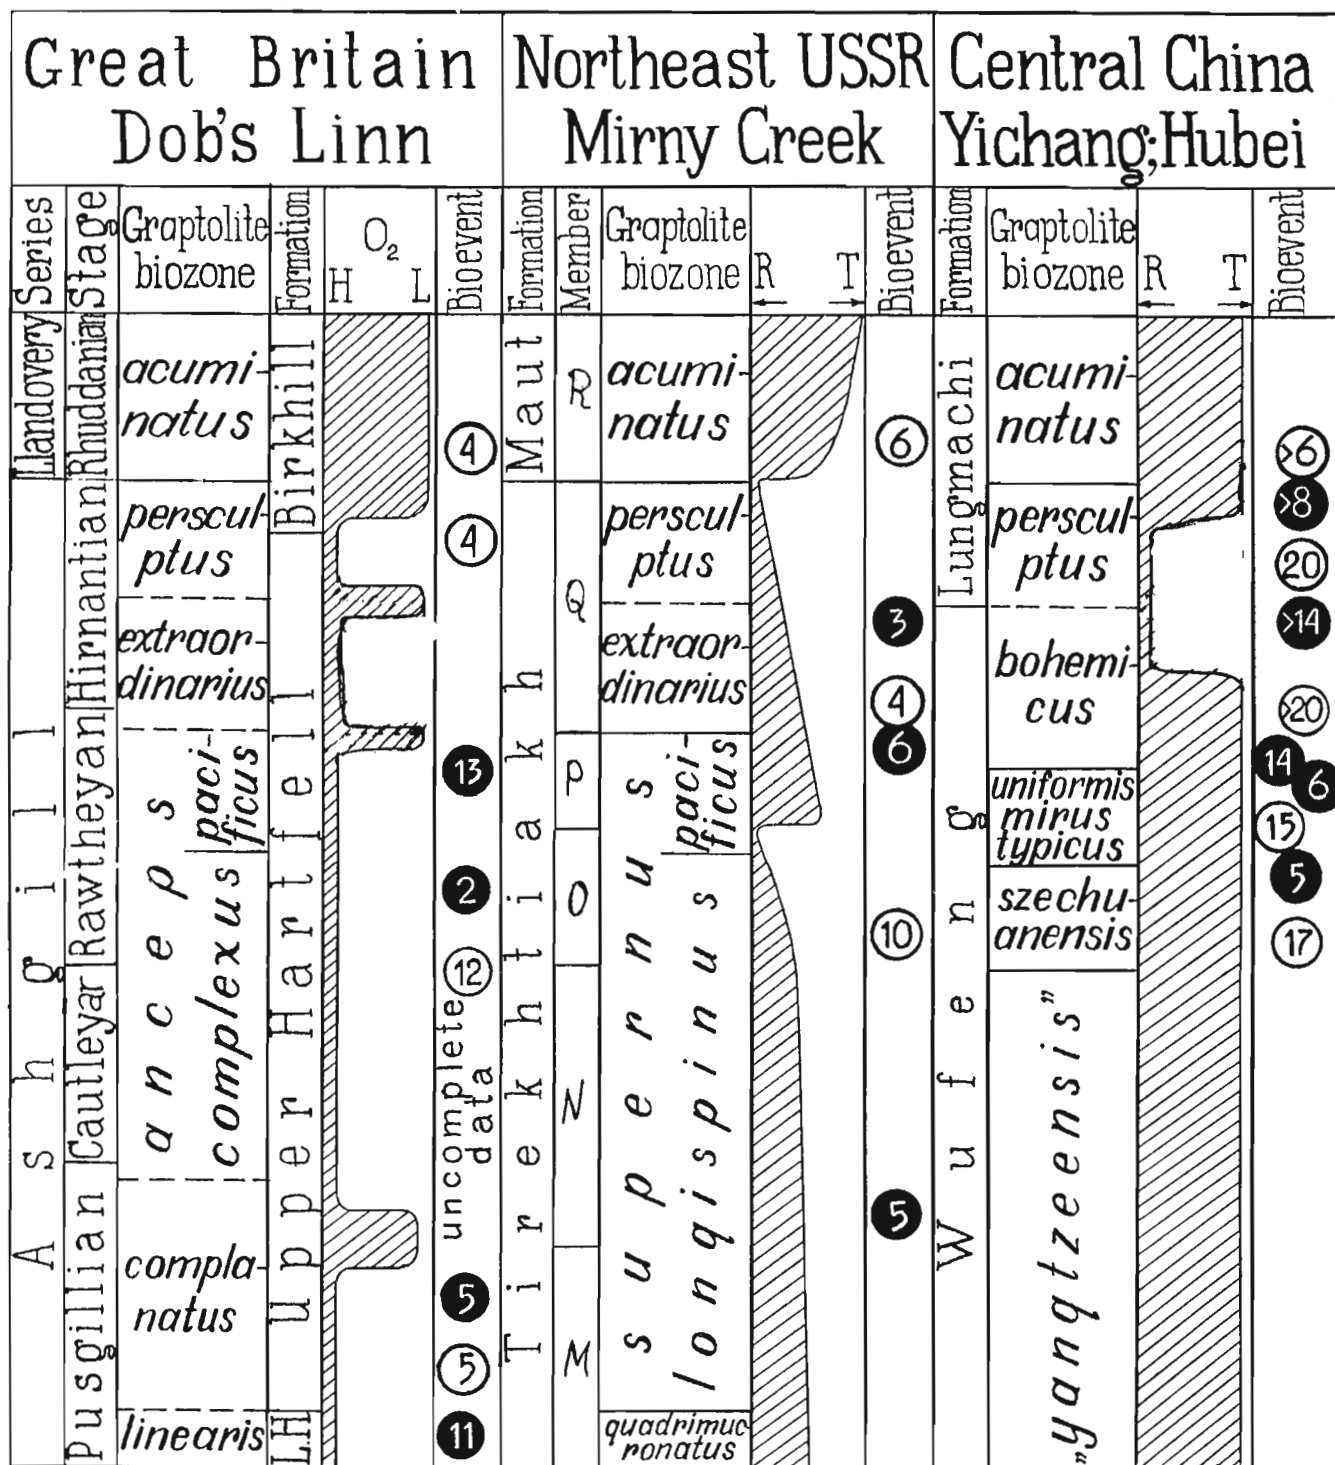 Great Britain
Dob's Linn
Northeast USSR
Mirny Creek
Central China
Yichang;Hubei
Series
Stage
Graptolite
biozone
Formation
O2
H L
Bioevent
Formation
Member
Graptolite
biozone
R T
Bioevent
Formation
Graptolite
biozone
R T
Bioevent
Llandovery
Ashgill
Rhuddanian
Hirnantian
Rawtheyan
Cautleyan
Pusgillian
acumi-
natus
perscul-
ptus
extraor-
dinarius
anceps
paci-
ficus
complexus
compla-
natus
linearis
Birkhill
Upper Hartfell
L.H
4
4
13
2
12
uncomplete
data
5
5
11
Maut
Tirekhtiakh
R
Q
P
O
N
M
acumi-
natus
perscul-
ptus
extraor-
dinarius
supernus
paci-
ficus
lonqispinus
quadrimuc-
ronatus
6
3
4
6
10
5
Lungmachi
Wufeng
acumi-
natus
perscul-
ptus
bohemi-
cus
uniformis
mirus
typicus
szechu-
anensis
„yanqtzeensis”
>6
>8
20
>14
>20
14
6
15
5
17